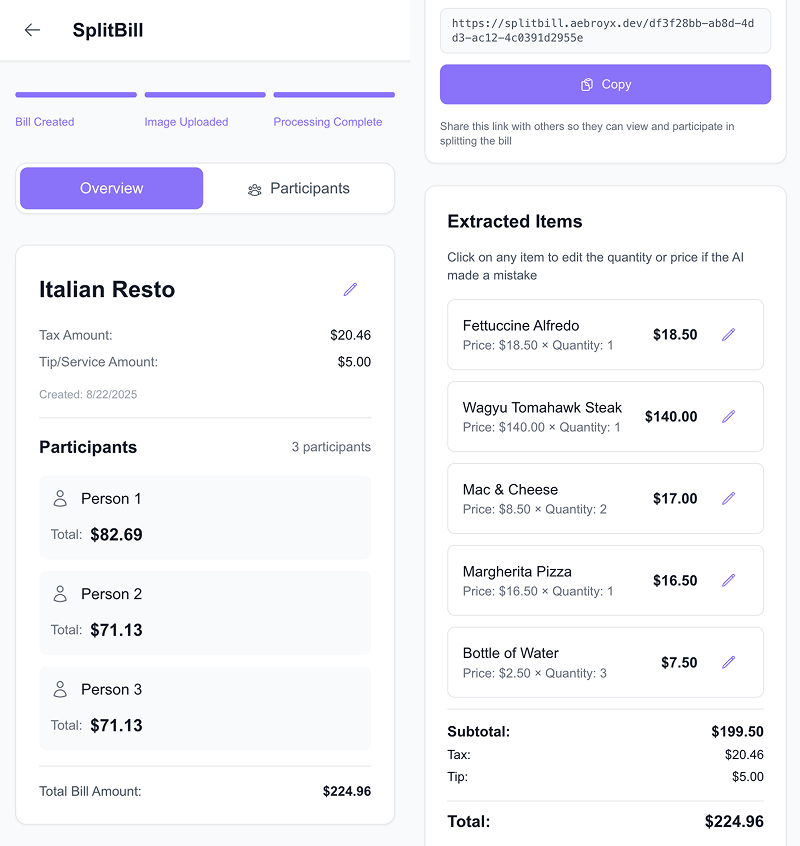 SplitBill
Bill Created
Image Uploaded
Processing Complete
Overview
Participants
Italian Resto
Tax Amount: $20.46
Tip/Service Amount: $5.00
Created: 8/22/2025
Participants 3 participants
Person 1
Total: $82.69
Person 2
Total: $71.13
Person 3
Total: $71.13
Total Bill Amount: $224.96
https://splitbill.aebroyx.dev/df3f28bb-ab8d-4d
d3-ac12-4c0391d2955e
Copy
Share this link with others so they can view and participate in
splitting the bill
Extracted Items
Click on any item to edit the quantity or price if the AI
made a mistake
Fettuccine Alfredo
Price: $18.50 × Quantity: 1
$18.50
Wagyu Tomahawk Steak
Price: $140.00 × Quantity: 1
$140.00
Mac & Cheese
Price: $8.50 × Quantity: 2
$17.00
Margherita Pizza
Price: $16.50 × Quantity: 1
$16.50
Bottle of Water
Price: $2.50 × Quantity: 3
$7.50
Subtotal: $199.50
Tax: $20.46
Tip: $5.00
Total: $224.96